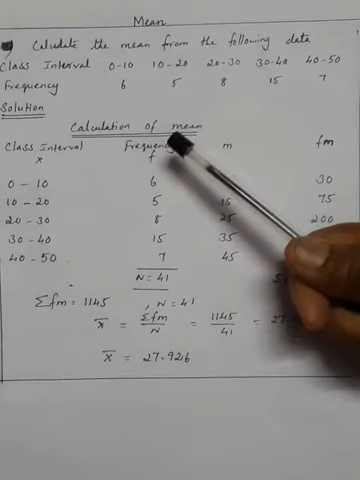 Mean
Calculate the mean from the following data
Class Interval 0-10 10-20 20-30 30-40 40-50
Frequency 6 5 8 15 7
Solution
Calculation of mean
Class Interval Frequency m fm
x f
0 - 10 6 30
10 - 20 5 15 75
20 - 30 8 25 200
30 - 40 15 35
40 - 50 7 45
N = 41
Σfm = 1145 , N = 41
x̄ = Σfm/N = 1145/41 =
x̄ = 27.926